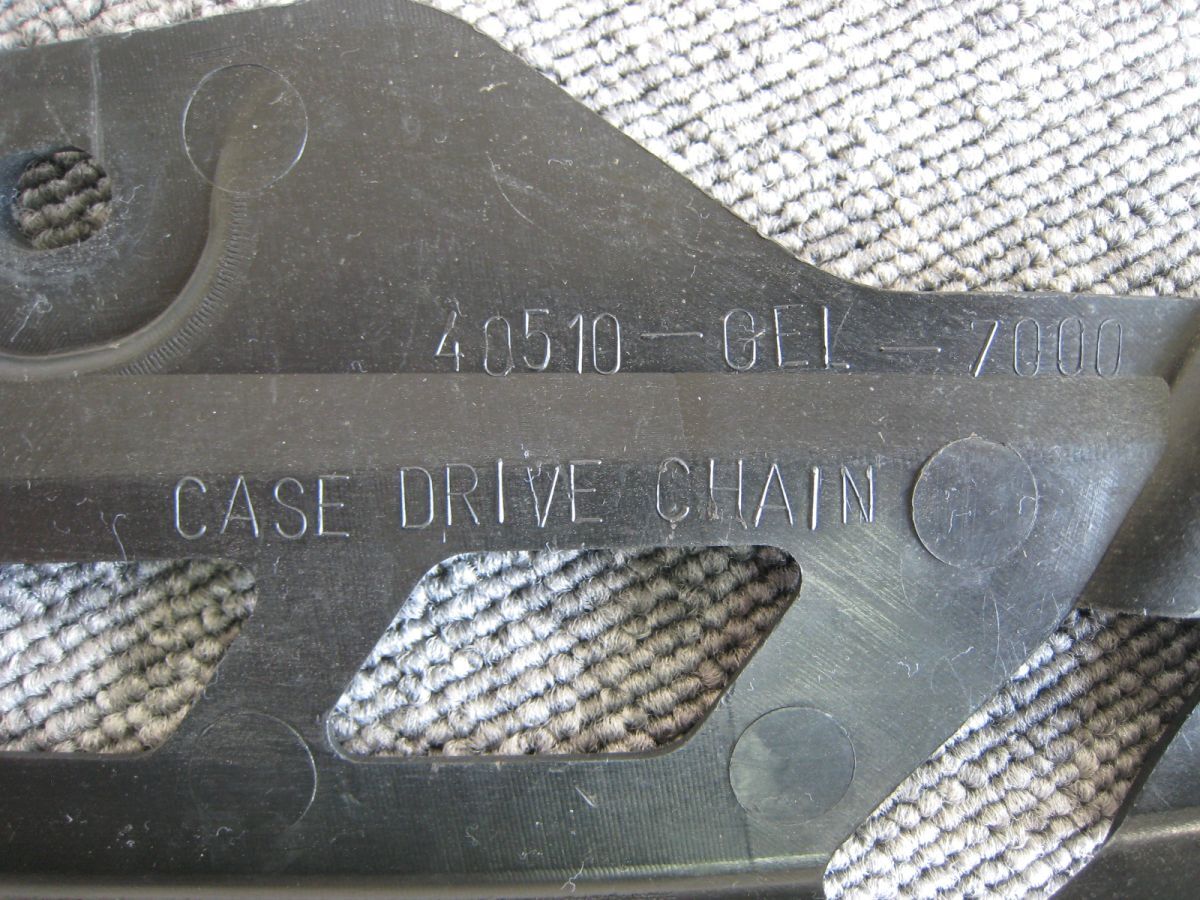 40510-GEL-7000
CASE DRIVE CHAIN